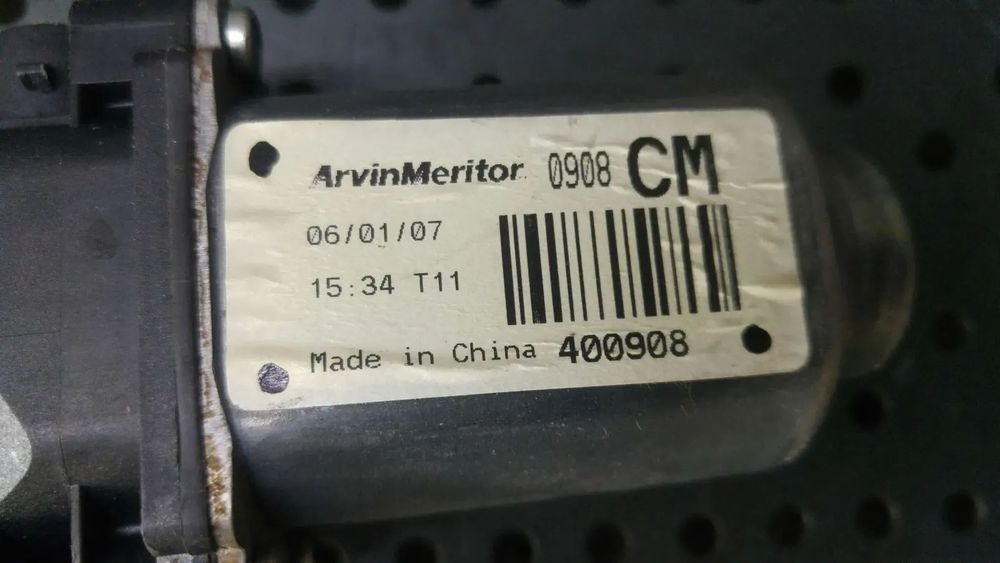 ArvinMeritor 0908 CM
06/01/07
15:34 T11
Made in China 400908